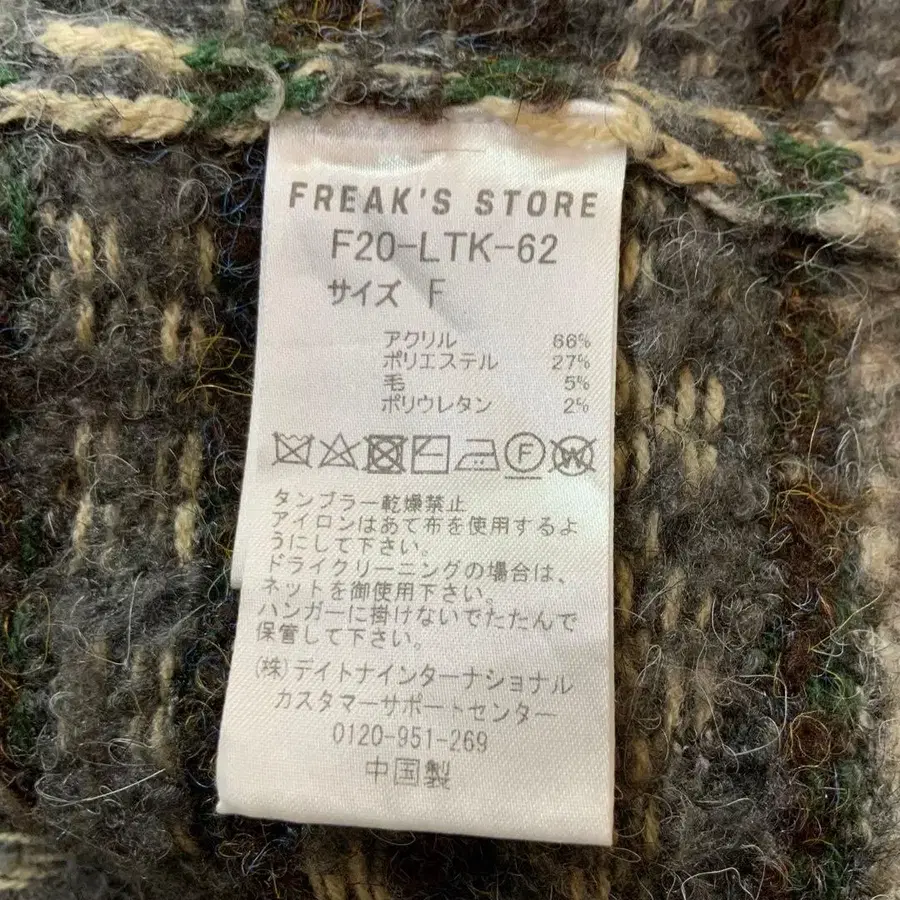 FREAK'S STORE
F20-LTK-62
サイズ F
アクリル 66%
ポリエステル 27%
毛 5%
ポリウレタン 2%
F W
タンブラー乾燥禁止
アイロンはあて布を使用するよ
うにして下さい。
ドライクリーニングの場合は、
ネットを御使用下さい。
ハンガーに掛けないでたたんで
保管して下さい。
(株)デイトナインターナショナル
カスタマーサポートセンター
0120-951-269
中国製